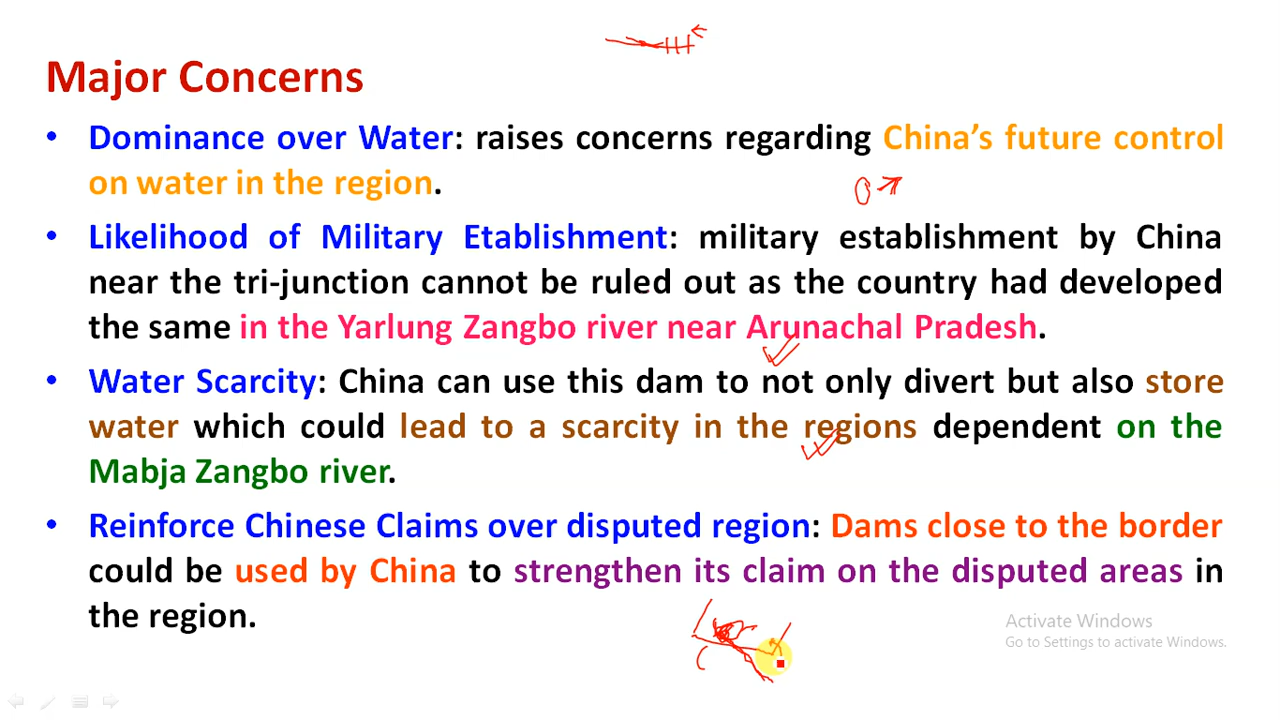 Major Concerns
• Dominance over Water: raises concerns regarding China's future control
on water in the region.
• Likelihood of Military Etablishment: military establishment by China
near the tri-junction cannot be ruled out as the country had developed
the same in the Yarlung Zangbo river near Arunachal Pradesh.
• Water Scarcity: China can use this dam to not only divert but also store
water which could lead to a scarcity in the regions dependent on the
Mabja Zangbo river.
• Reinforce Chinese Claims over disputed region: Dams close to the border
could be used by China to strengthen its claim on the disputed areas in
the region.
Activate Windows
Go to Settings to activate Windows.